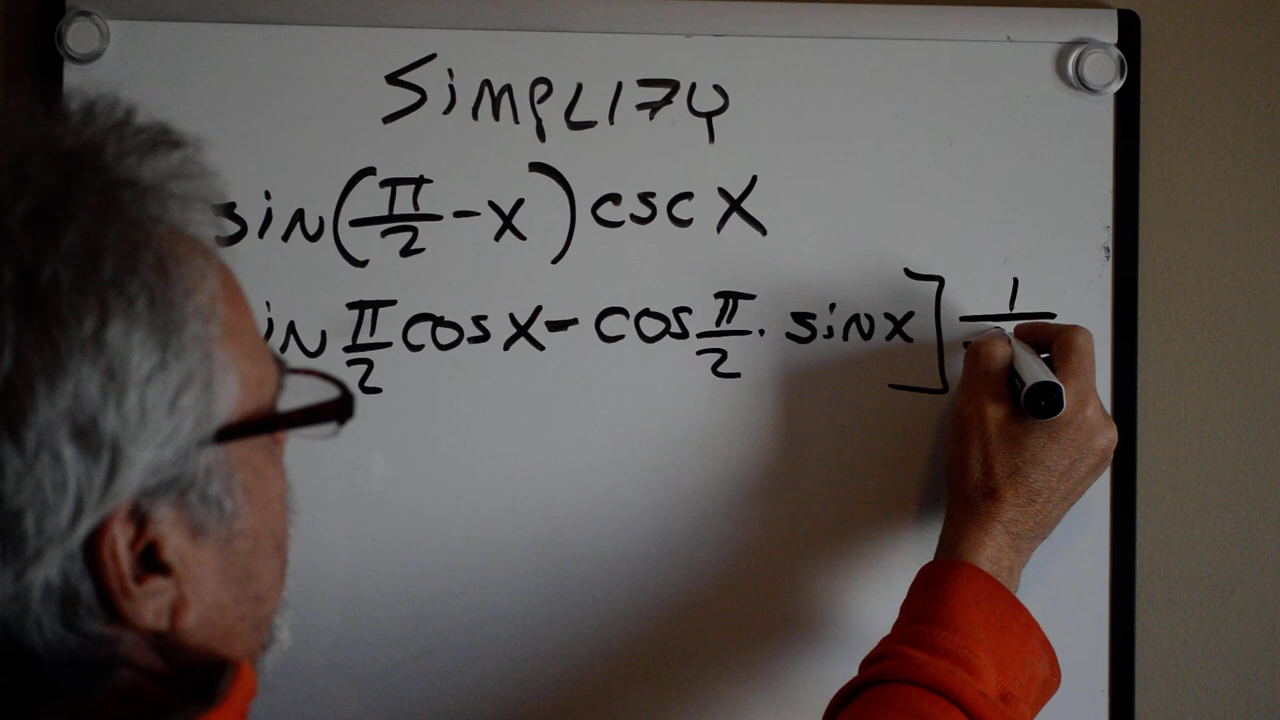 SiMPLIFY
sin(π/2 - x) csc x
in π/2 cos x - cos π/2 · sin x] 1/